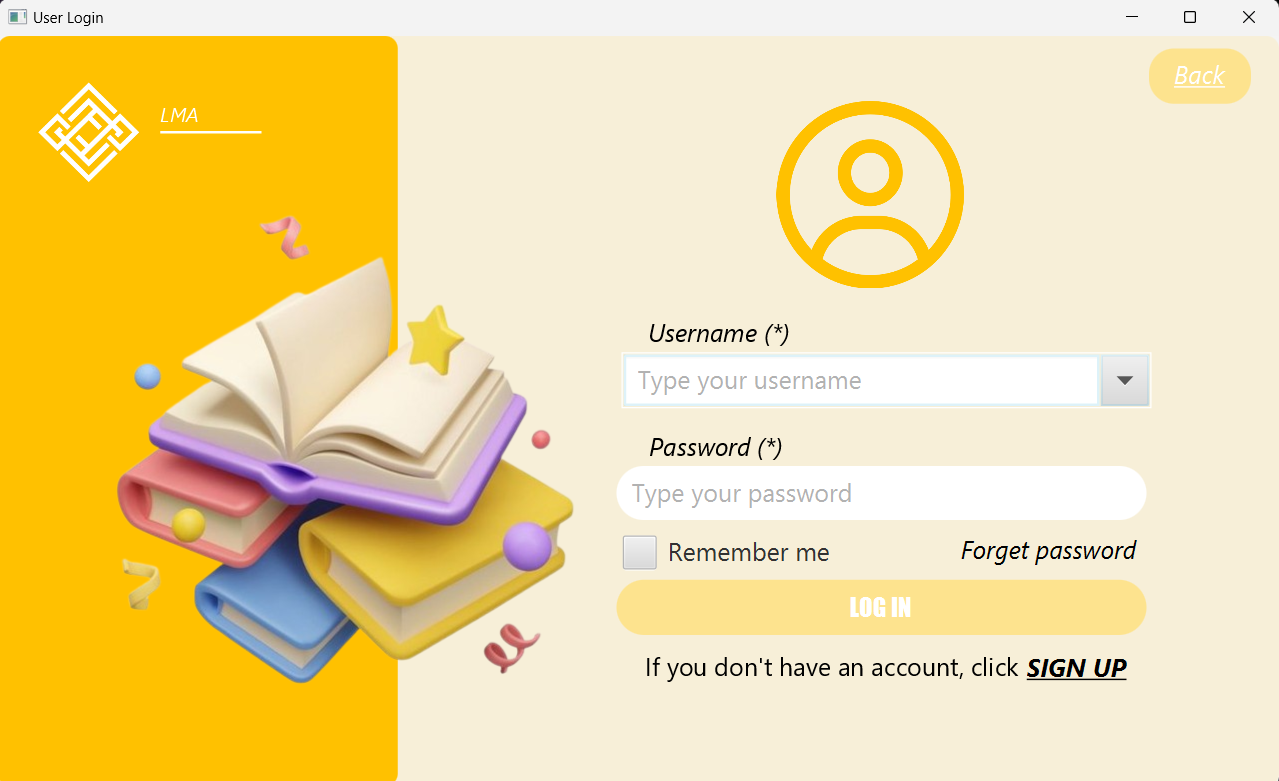 User Login
LMA
Back
Username (*)
Type your username
Password (*)
Type your password
Remember me
Forget password
LOG IN
If you don't have an account, click SIGN UP